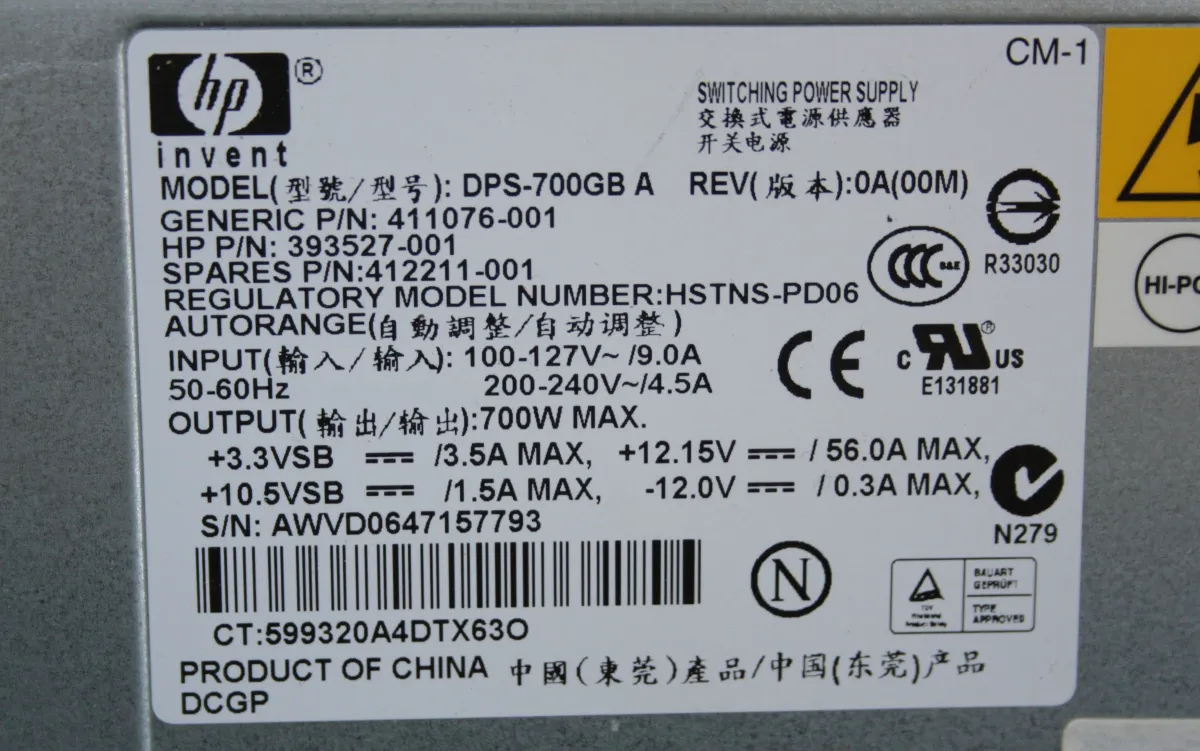 hp ®
invent
CM-1
SWITCHING POWER SUPPLY
交換式電源供應器
开关电源
MODEL(型號/型号): DPS-700GB A REV(版本):0A(00M)
GENERIC P/N: 411076-001
HP P/N: 393527-001
SPARES P/N:412211-001
REGULATORY MODEL NUMBER:HSTNS-PD06
R33030
CCC S&E
AUTORANGE(自動調整/自动调整)
INPUT(輸入/输入): 100-127V~ /9.0A
50-60Hz 200-240V~/4.5A
CE
c RU ® US
E131881
OUTPUT(輸出/输出):700W MAX.
+3.3VSB /3.5A MAX, +12.15V / 56.0A MAX,
+10.5VSB /1.5A MAX, -12.0V / 0.3A MAX,
N279
S/N: AWVD0647157793
N
BAUART
GEPRÜFT
TYPE
APPROVED
CT:599320A4DTX63O
PRODUCT OF CHINA 中國(東莞)產品/中国(东莞)产品
DCGP
HI-PO